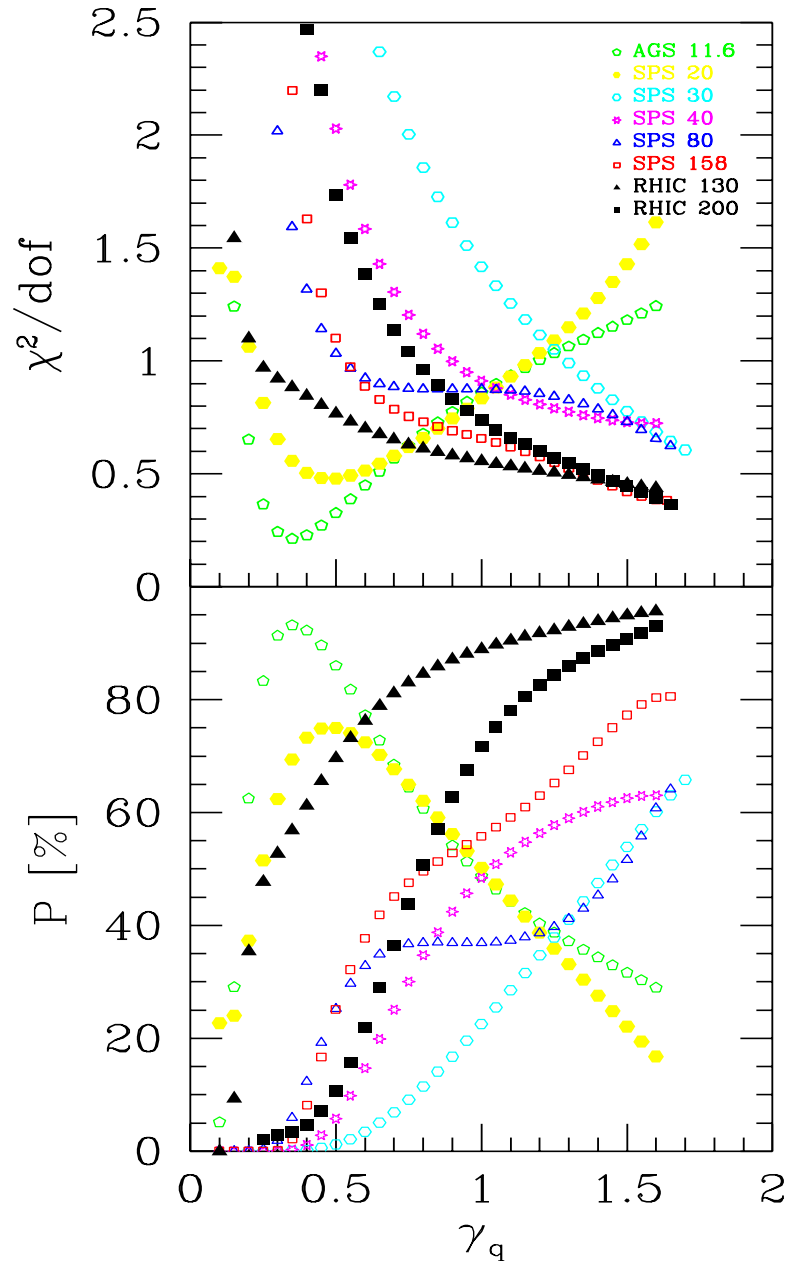 2.5
2
1.5
1
0.5
0
χ²/dof
AGS 11.6
SPS 20
SPS 30
SPS 40
SPS 80
SPS 158
RHIC 130
RHIC 200
80
60
40
20
0
P [%]
0 0.5 1 1.5 2
γq